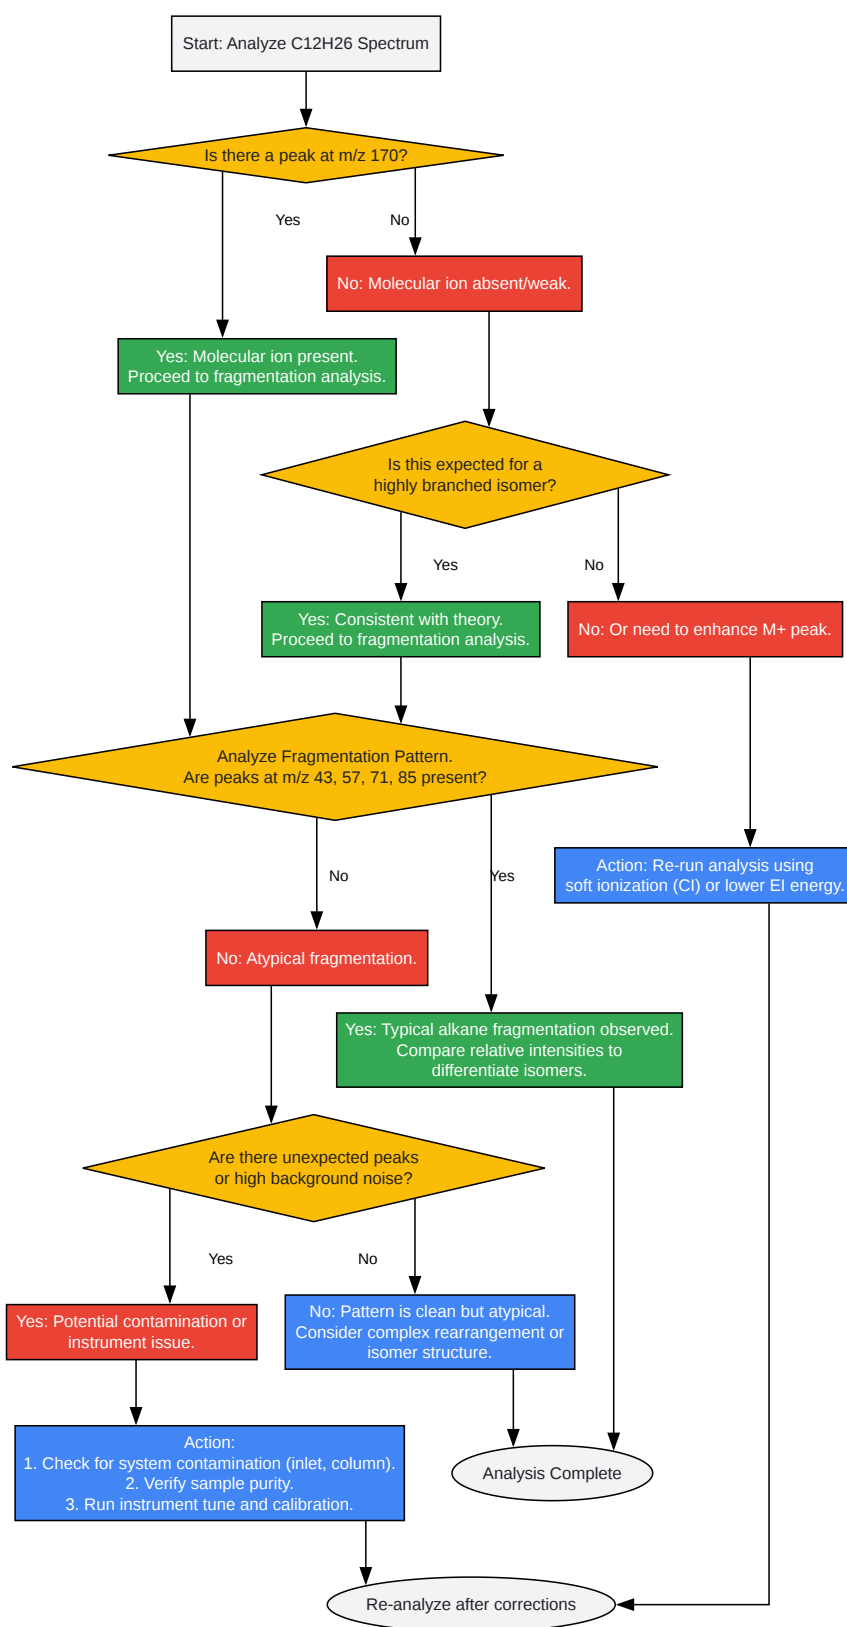 Start: Analyze C12H26 Spectrum
Is there a peak at m/z 170?
Yes
No
No: Molecular ion absent/weak.
Yes: Molecular ion present.
Proceed to fragmentation analysis.
Is this expected for a
highly branched isomer?
Yes
No
Yes: Consistent with theory.
Proceed to fragmentation analysis.
No: Or need to enhance M+ peak.
Analyze Fragmentation Pattern.
Are peaks at m/z 43, 57, 71, 85 present?
No
Yes
Action: Re-run analysis using
soft ionization (CI) or lower EI energy.
No: Atypical fragmentation.
Yes: Typical alkane fragmentation observed.
Compare relative intensities to
differentiate isomers.
Are there unexpected peaks
or high background noise?
Yes
No
Yes: Potential contamination or
instrument issue.
No: Pattern is clean but atypical.
Consider complex rearrangement or
isomer structure.
Action:
1. Check for system contamination (inlet, column).
2. Verify sample purity.
3. Run instrument tune and calibration.
Analysis Complete
Re-analyze after corrections